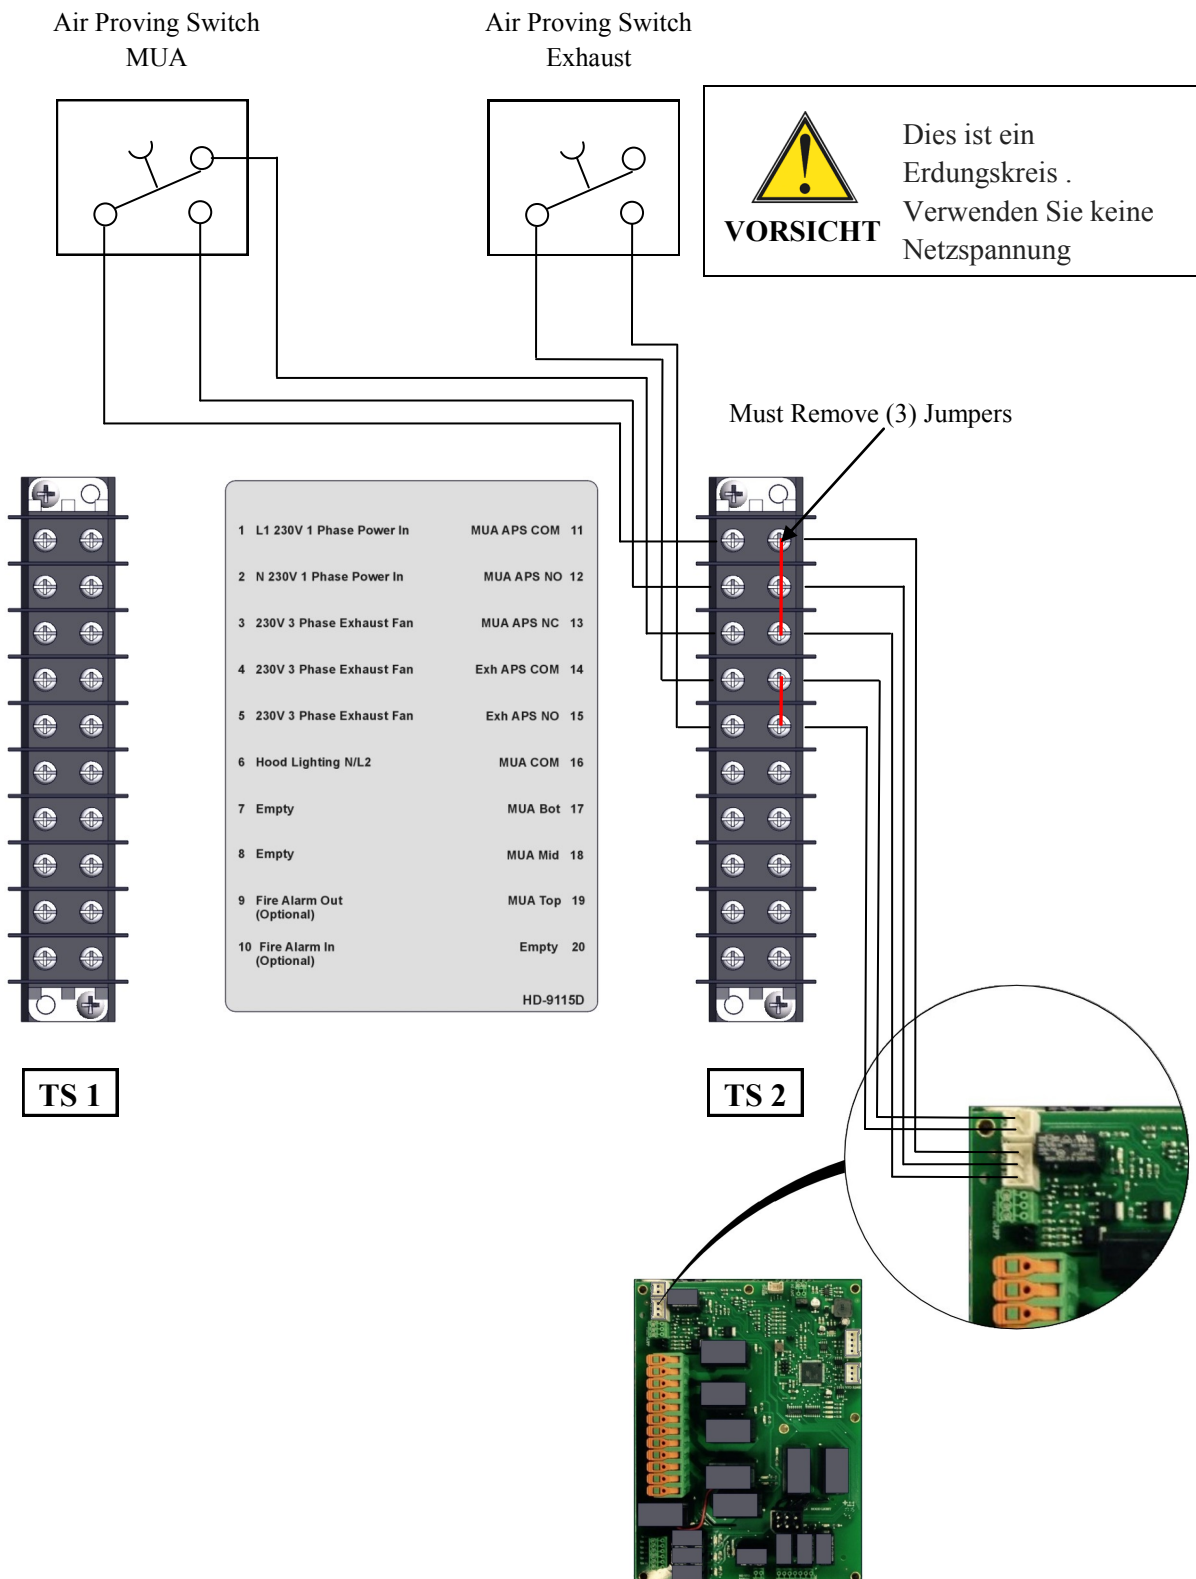 Air Proving Switch
MUA
Air Proving Switch
Exhaust
VORSICHT
Dies ist ein
Erdungskreis .
Verwenden Sie keine
Netzspannung
Must Remove (3) Jumpers
1 L1 230V 1 Phase Power In
MUA APS COM 11
2 N 230V 1 Phase Power In
MUA APS NO 12
3 230V 3 Phase Exhaust Fan
MUA APS NC 13
4 230V 3 Phase Exhaust Fan
Exh APS COM 14
5 230V 3 Phase Exhaust Fan
Exh APS NO 15
6 Hood Lighting N/L2
MUA COM 16
7 Empty
MUA Bot 17
8 Empty
MUA Mid 18
9 Fire Alarm Out
(Optional)
MUA Top 19
10 Fire Alarm In
(Optional)
Empty 20
HD-9115D
TS 1
TS 2